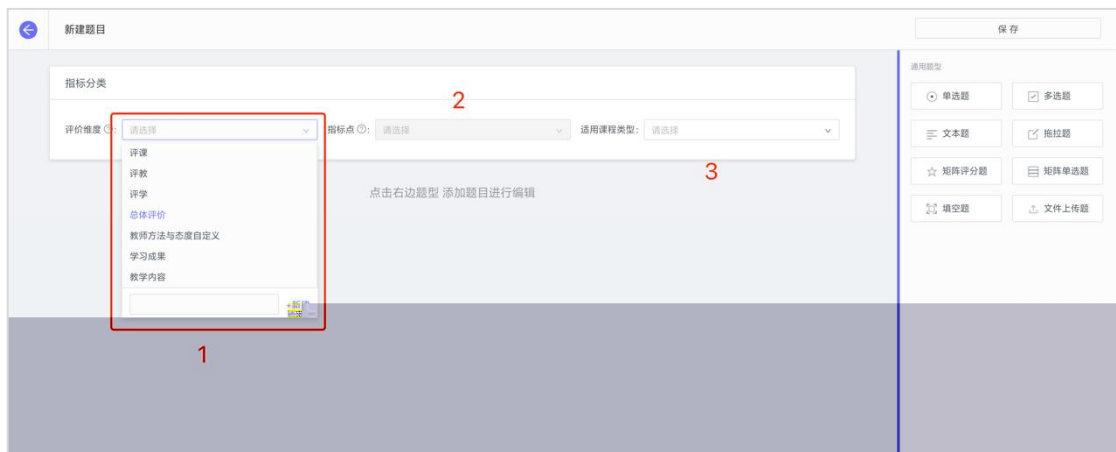 新建题目
保 存
指标分类
2
评价维度 : 请选择 指标点 : 请选择 适用课程类型: 请选择
评课
评教
评学
总体评价
教师方法与态度自定义
学习成果
教学内容
+新建
1
3
点击右边题型 添加题目进行编辑
通用题型
单选题 多选题
文本题 拖拉题
矩阵评分题 矩阵单选题
填空题 文件上传题